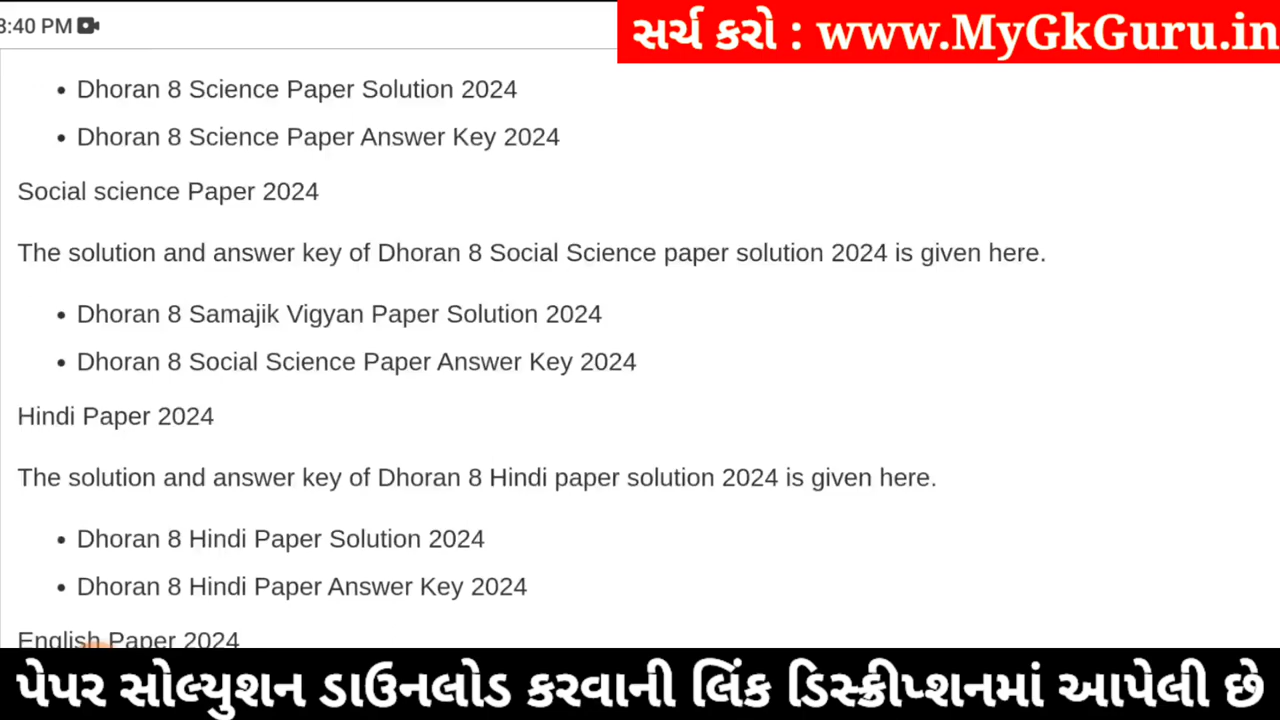 3:40 PM
સર્ચ કરો : www.MyGkGuru.in
• Dhoran 8 Science Paper Solution 2024
• Dhoran 8 Science Paper Answer Key 2024
Social science Paper 2024
The solution and answer key of Dhoran 8 Social Science paper solution 2024 is given here.
• Dhoran 8 Samajik Vigyan Paper Solution 2024
• Dhoran 8 Social Science Paper Answer Key 2024
Hindi Paper 2024
The solution and answer key of Dhoran 8 Hindi paper solution 2024 is given here.
• Dhoran 8 Hindi Paper Solution 2024
• Dhoran 8 Hindi Paper Answer Key 2024
English Paper 2024
પેપર સોલ્યુશન ડાઉનલોડ કરવાની લિંક ડિસ્ક્રીપ્શનમાં આપેલી છે